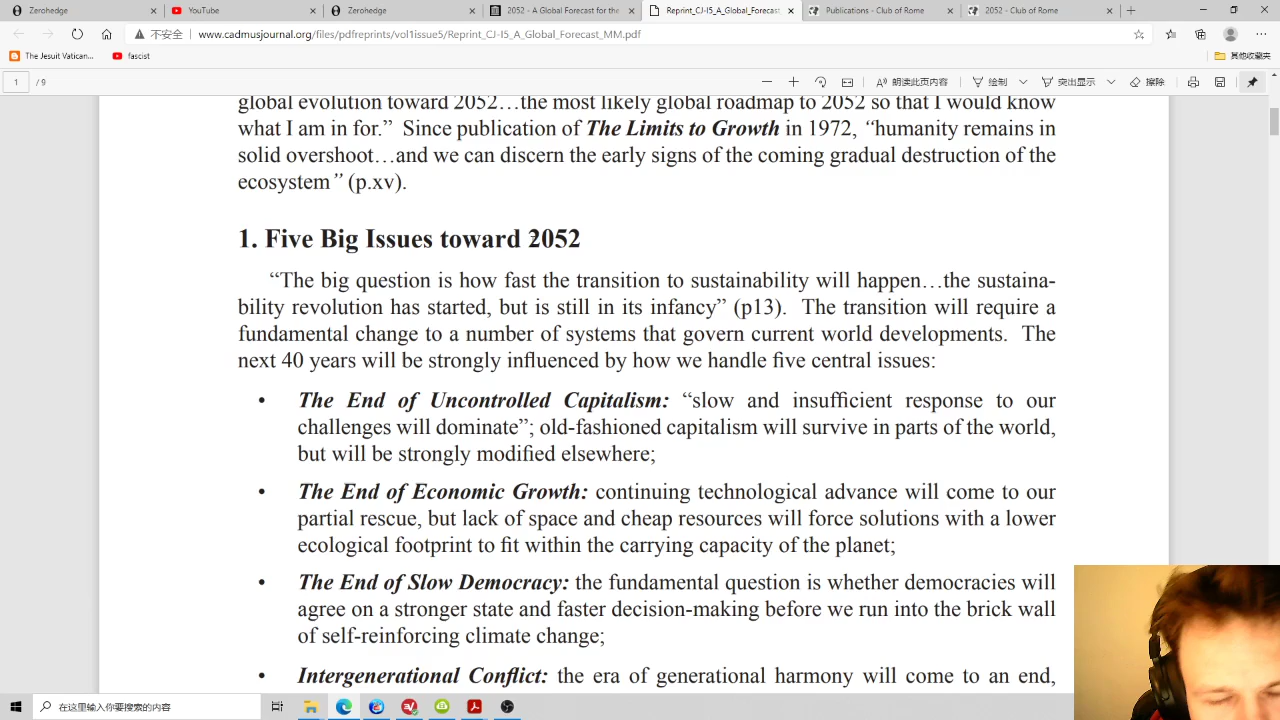 Zerohedge
YouTube
Zerohedge
2052 - A Global Forecast for the
Reprint_CJ-I5_A_Global_Forecast
Publications - Club of Rome
2052 - Club of Rome
不安全
www.cadmusjournal.org/files/pdfreprints/vol1issue5/Reprint_CJ-I5_A_Global_Forecast_MM.pdf
The Jesuit Vatican...
fascist
其他收藏夹
1 / 9
朗读此页内容
绘制
突出显示
擦除
global evolution toward 2052…the most likely global roadmap to 2052 so that I would know
what I am in for.” Since publication of The Limits to Growth in 1972, “humanity remains in
solid overshoot…and we can discern the early signs of the coming gradual destruction of the
ecosystem” (p.xv).
1. Five Big Issues toward 2052
“The big question is how fast the transition to sustainability will happen…the sustaina-
bility revolution has started, but is still in its infancy” (p13). The transition will require a
fundamental change to a number of systems that govern current world developments. The
next 40 years will be strongly influenced by how we handle five central issues:
• The End of Uncontrolled Capitalism: “slow and insufficient response to our
challenges will dominate”; old-fashioned capitalism will survive in parts of the world,
but will be strongly modified elsewhere;
• The End of Economic Growth: continuing technological advance will come to our
partial rescue, but lack of space and cheap resources will force solutions with a lower
ecological footprint to fit within the carrying capacity of the planet;
• The End of Slow Democracy: the fundamental question is whether democracies will
agree on a stronger state and faster decision-making before we run into the brick wall
of self-reinforcing climate change;
• Intergenerational Conflict: the era of generational harmony will come to an end,
在这里输入你要搜索的内容